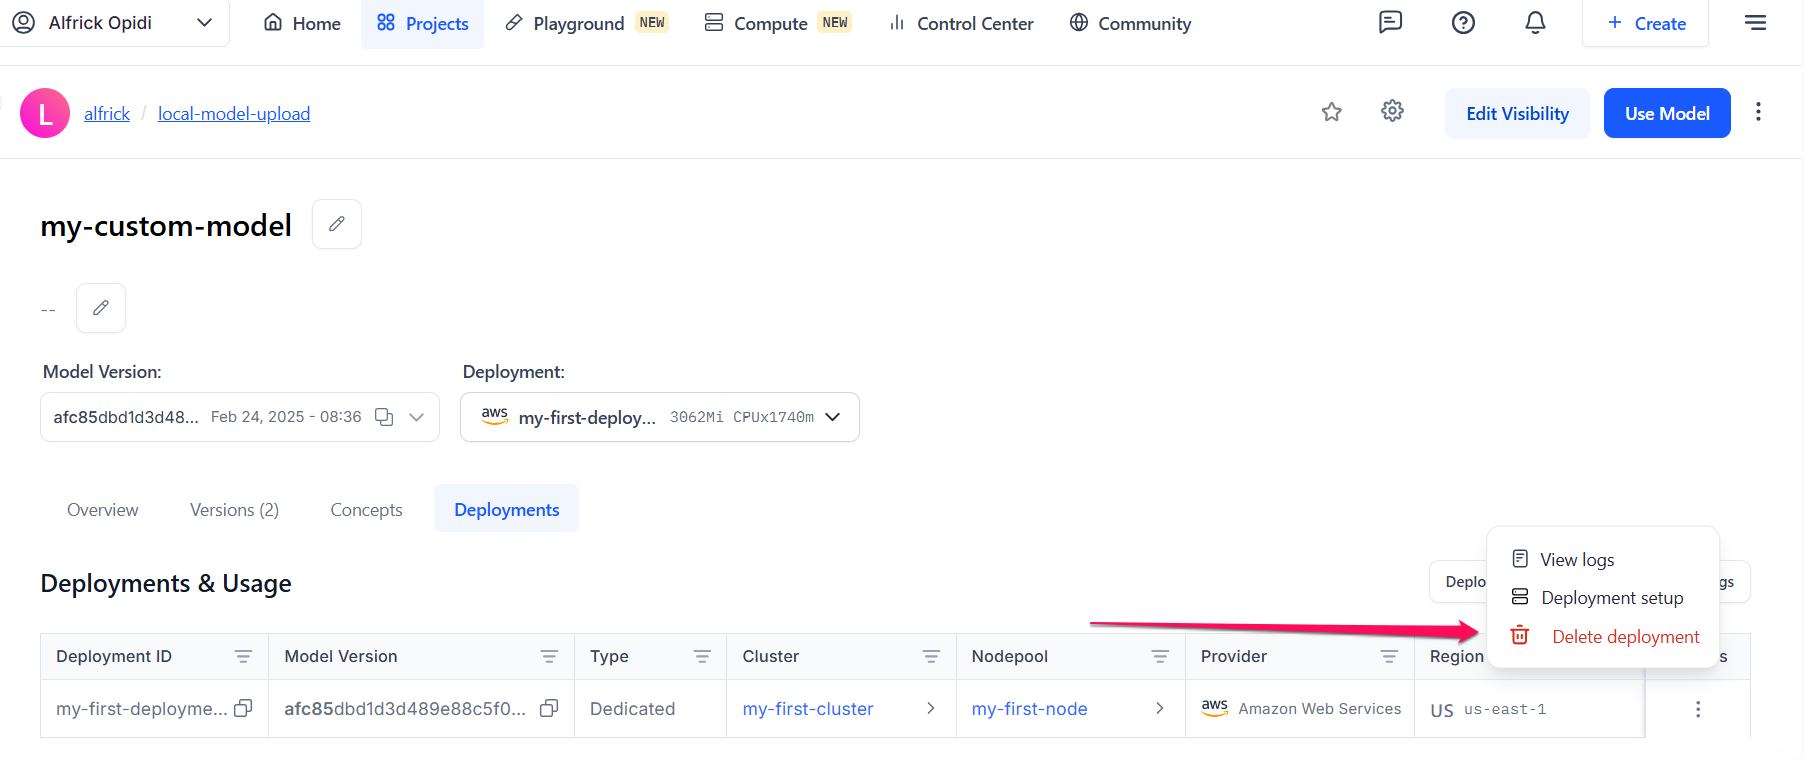 Alfrick Opidi
Home
Projects
Playground NEW
Compute NEW
Control Center
Community
+ Create
L
alfrick / local-model-upload
Edit Visibility
Use Model
my-custom-model
--
Model Version:
Deployment:
afc85dbd1d3d48... Feb 24, 2025 - 08:36
aws my-first-deploy... 3062Mi CPUx1740m
Overview
Versions (2)
Concepts
Deployments
Deployments & Usage
View logs
Deployment setup
Delete deployment
Deployment ID
Model Version
Type
Cluster
Nodepool
Provider
Region
my-first-deployme...
afc85dbd1d3d489e88c5f0...
Dedicated
my-first-cluster
my-first-node
aws Amazon Web Services
US us-east-1